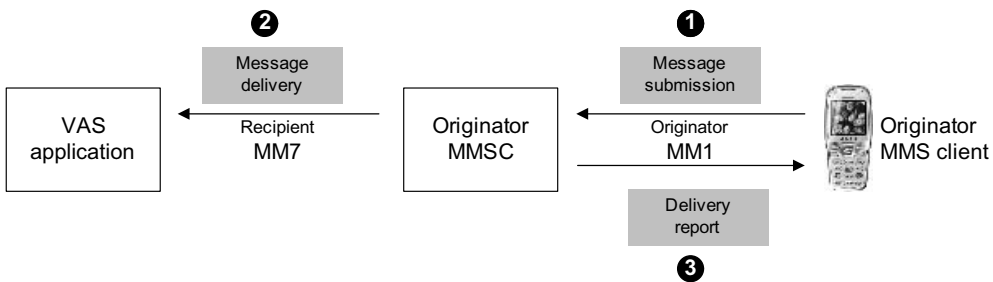 2
1
Message
delivery
Message
submission
VAS
application
Recipient
MM7
Originator
MMSC
Originator
MM1
Originator
MMS client
Delivery
report
3